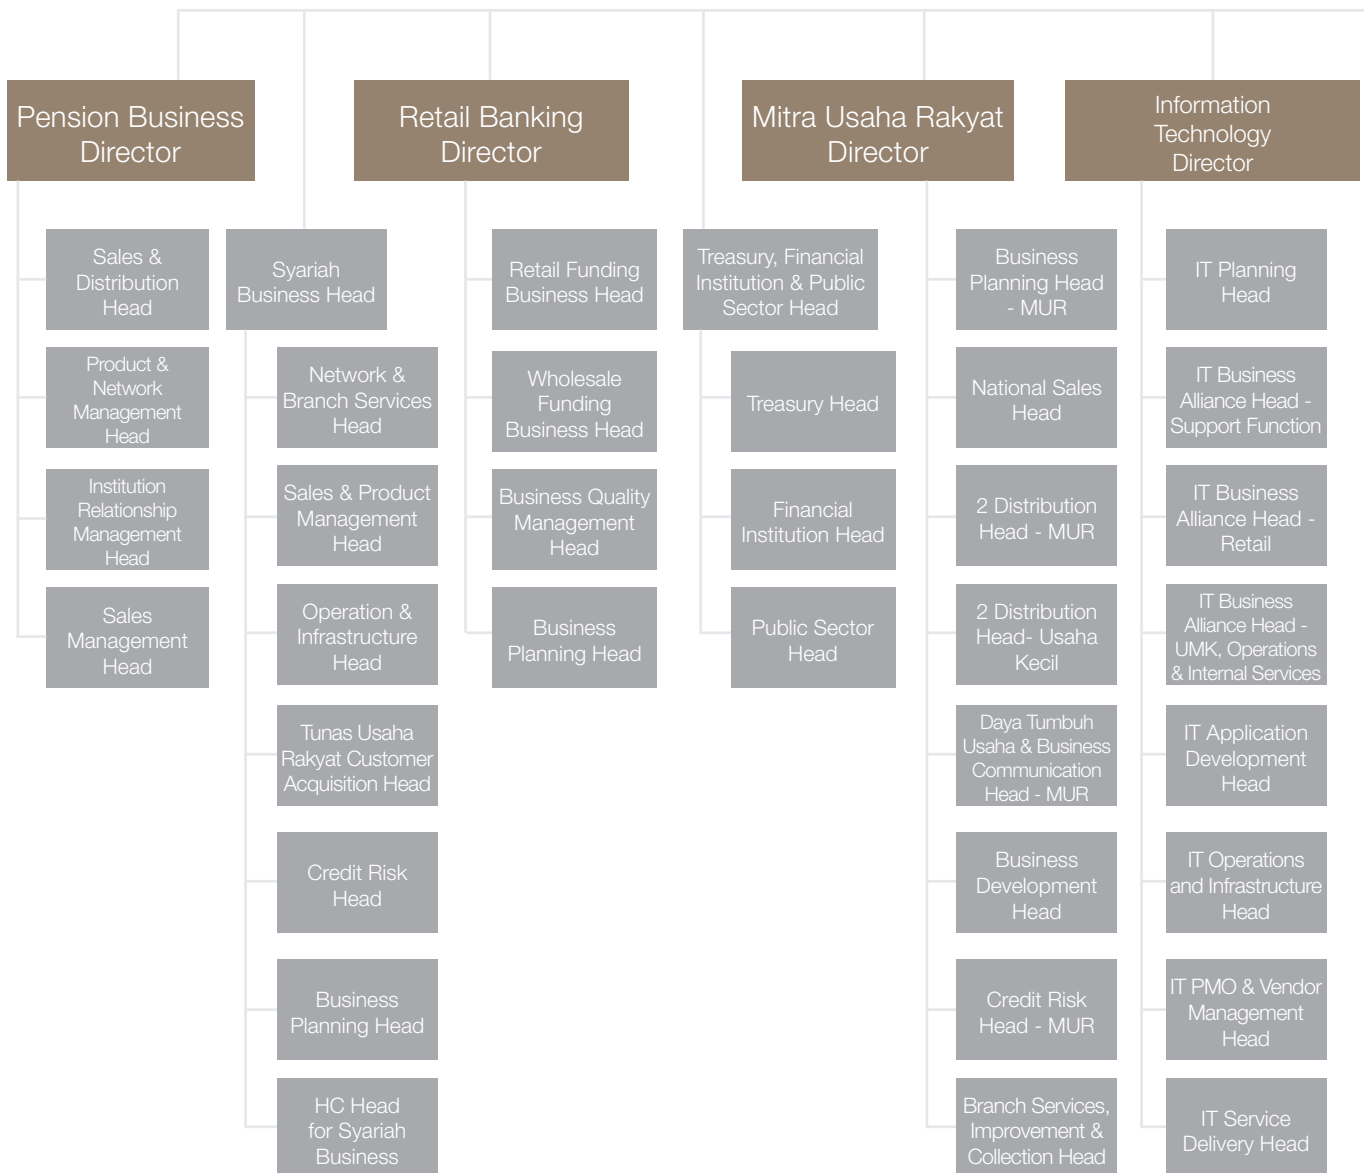 Pension Business
Director
Retail Banking
Director
Mitra Usaha Rakyat
Director
Information
Technology
Director
Sales &
Distribution
Head
Product &
Network
Management
Head
Institution
Relationship
Management
Head
Sales
Management
Head
Syariah
Business Head
Network &
Branch Services
Head
Sales & Product
Management
Head
Operation &
Infrastructure
Head
Tunas Usaha
Rakyat Customer
Acquisition Head
Credit Risk
Head
Business
Planning Head
HC Head
for Syariah
Business
Retail Funding
Business Head
Wholesale
Funding
Business Head
Business Quality
Management
Head
Business
Planning Head
Treasury, Financial
Institution & Public
Sector Head
Treasury Head
Financial
Institution Head
Public Sector
Head
Business
Planning Head
- MUR
National Sales
Head
2 Distribution
Head - MUR
2 Distribution
Head- Usaha
Kecil
Daya Tumbuh
Usaha & Business
Communication
Head - MUR
Business
Development
Head
Credit Risk
Head - MUR
Branch Services,
Improvement &
Collection Head
IT Planning
Head
IT Business
Alliance Head -
Support Function
IT Business
Alliance Head -
Retail
IT Business
Alliance Head -
UMK, Operations
& Internal Services
IT Application
Development
Head
IT Operations
and Infrastructure
Head
IT PMO & Vendor
Management
Head
IT Service
Delivery Head